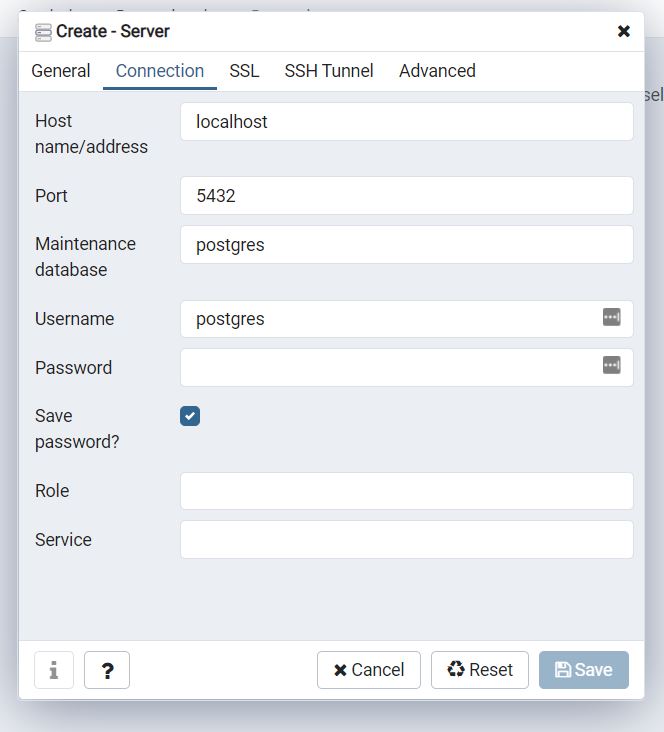 Create - Server
General Connection SSL SSH Tunnel Advanced
sel
Host
name/address
localhost
Port
5432
Maintenance
database
postgres
Username
postgres
Password
Save
password?
Role
Service
i
?
Cancel
Reset
Save